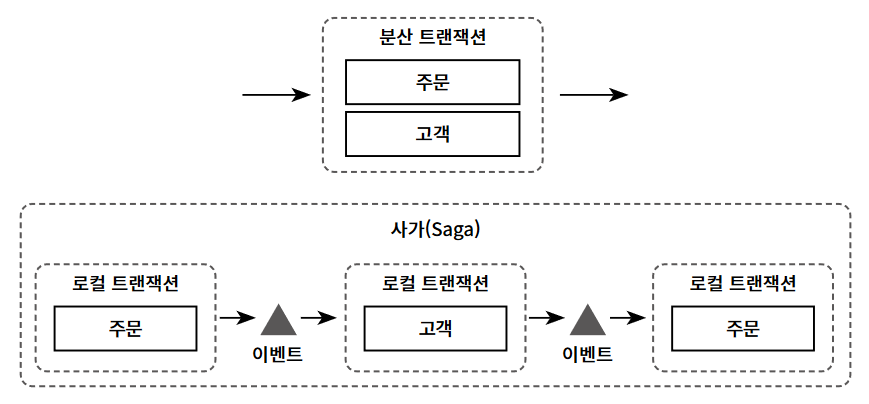 분산 트랜잭션
주문
고객
사가(Saga)
로컬 트랜잭션
주문
이벤트
로컬 트랜잭션
고객
이벤트
로컬 트랜잭션
주문